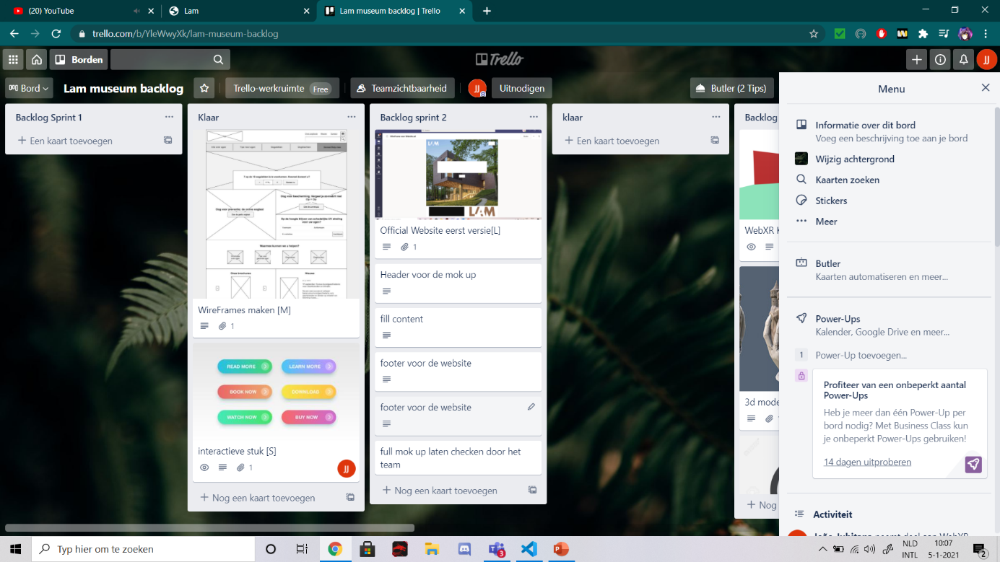 (20) YouTube
Lam
Lam museum backlog | Trello
trello.com/b/YleWwyXk/lam-museum-backlog
Borden
Trello
JJ
Bord
Lam museum backlog
Trello-werkruimte Free
Teamzichtbaarheid
JJ
Uitnodigen
Butler (2 Tips)
Backlog Sprint 1
Een kaart toevoegen
Klaar
WireFrames maken [M]
1
READ MORE
LEARN MORE
BOOK NOW
DOWNLOAD
WATCH NOW
BUY NOW
interactieve stuk [S]
1
JJ
Nog een kaart toevoegen
Backlog sprint 2
LAM
LAM
Official Website eerst versie[L]
1
Header voor de mok up
fill content
footer voor de website
footer voor de website
full mok up laten checken door het
team
Nog een kaart toevoegen
klaar
Een kaart toevoegen
Backlog
WebXR
3d mode
Nog
Menu
Informatie over dit bord
Voeg een beschrijving toe aan je bord
Wijzig achtergrond
Kaarten zoeken
Stickers
Meer
Butler
Kaarten automatiseren en meer...
Power-Ups
Kalender, Google Drive en meer...
1 Power-Up toevoegen...
Profiteer van een onbeperkt aantal
Power-Ups
Heb je meer dan één Power-Up per
bord nodig? Met Business Class kun
je onbeperkt Power-Ups gebruiken!
14 dagen uitproberen
Activiteit
Typ hier om te zoeken
3
NLD
INTL
10:07
5-1-2021
2